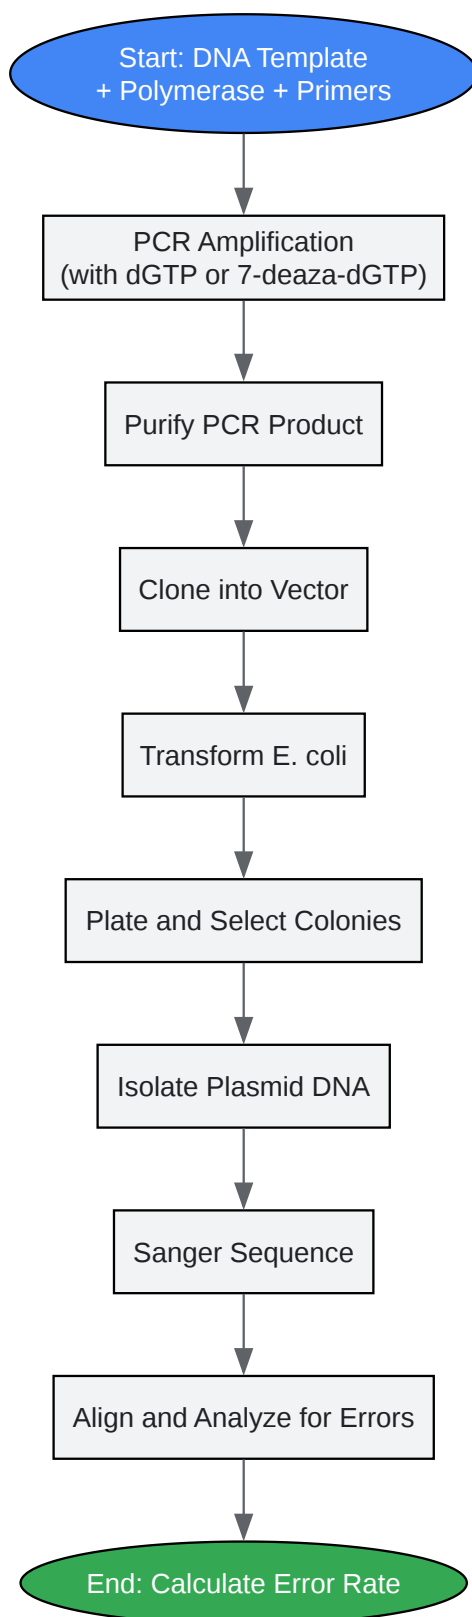 Start: DNA Template
+ Polymerase + Primers
PCR Amplification
(with dGTP or 7-deaza-dGTP)
Purify PCR Product
Clone into Vector
Transform E. coli
Plate and Select Colonies
Isolate Plasmid DNA
Sanger Sequence
Align and Analyze for Errors
End: Calculate Error Rate